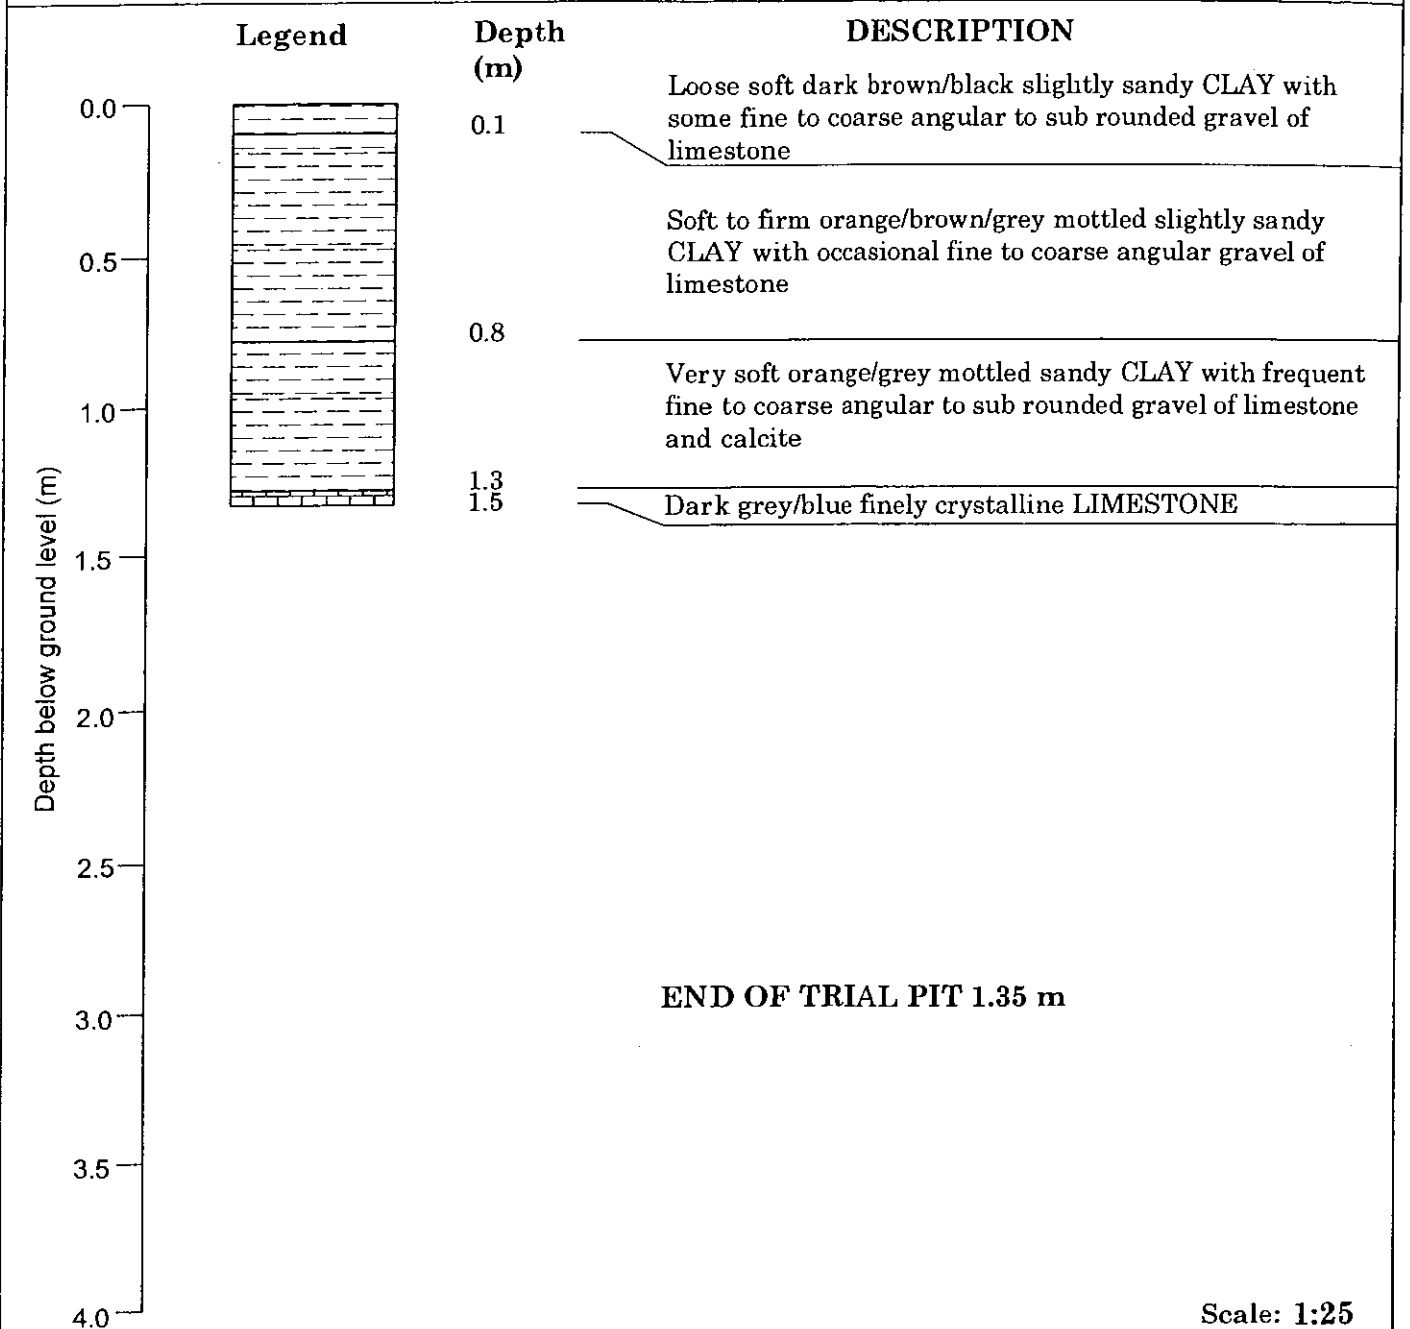 Legend
Depth
(m)
DESCRIPTION
0.0
0.1
Loose soft dark brown/black slightly sandy CLAY with
some fine to coarse angular to sub rounded gravel of
limestone
Soft to firm orange/brown/grey mottled slightly sandy
CLAY with occasional fine to coarse angular gravel of
limestone
0.5
0.8
Very soft orange/grey mottled sandy CLAY with frequent
fine to coarse angular to sub rounded gravel of limestone
and calcite
1.0
1.3
1.5
Dark grey/blue finely crystalline LIMESTONE
1.5
Depth below ground level (m)
2.0
2.5
END OF TRIAL PIT 1.35 m
3.0
3.5
4.0
Scale: 1:25